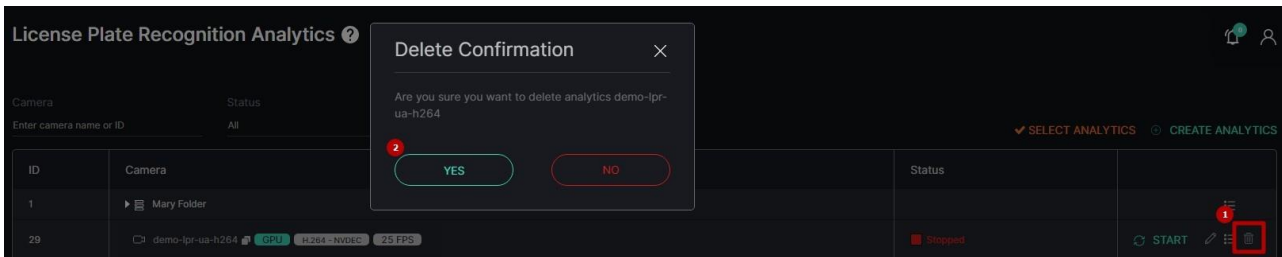 License Plate Recognition Analytics ?
0
Delete Confirmation
Are you sure you want to delete analytics demo-lpr-
ua-h264
2
YES NO
Camera Status
Enter camera name or ID All
SELECT ANALYTICS CREATE ANALYTICS
ID Camera Status
1 Mary Folder
1
29 demo-lpr-ua-h264 GPU H.264 - NVDEC 25 FPS Stopped START